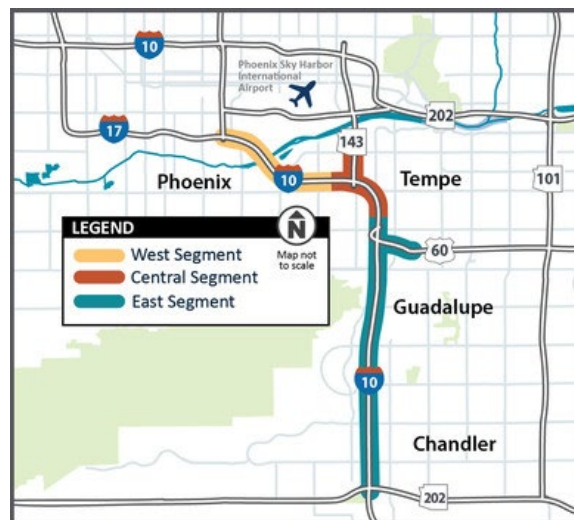 10
Phoenix Sky Harbor
International
Airport
202
17
143
Phoenix
10
Tempe
101
LEGEND
N
Map not
to scale
West Segment
Central Segment
East Segment
60
Guadalupe
10
Chandler
202